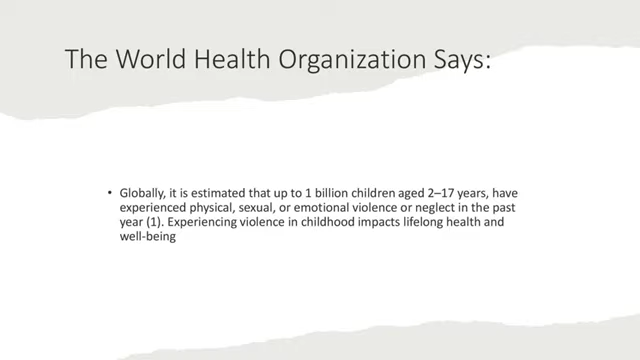 The World Health Organization Says:
• Globally, it is estimated that up to 1 billion children aged 2–17 years, have
experienced physical, sexual, or emotional violence or neglect in the past
year (1). Experiencing violence in childhood impacts lifelong health and
well-being